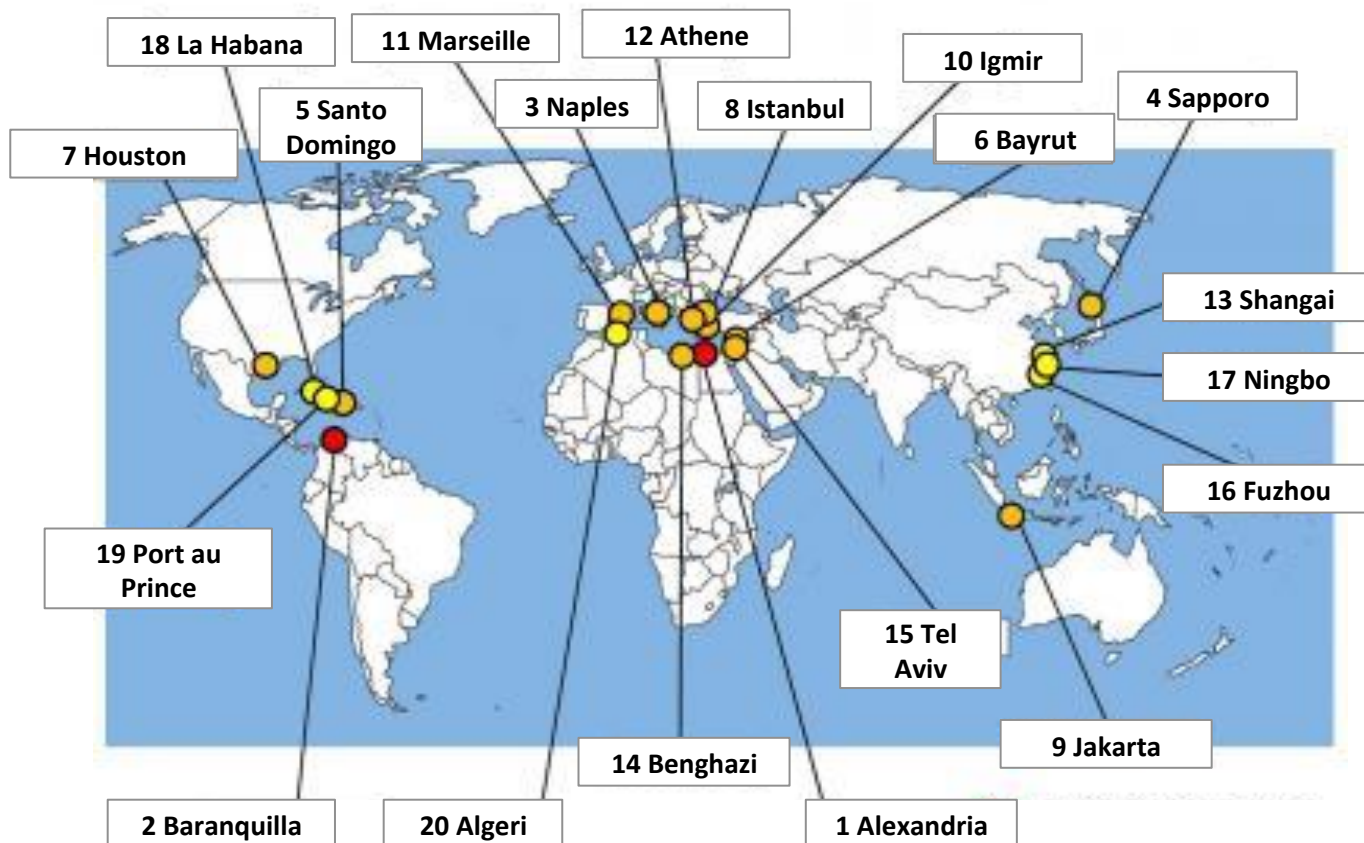 18 La Habana
11 Marseille
12 Athene
10 Igmir
5 Santo
Domingo
3 Naples
8 Istanbul
4 Sapporo
7 Houston
6 Bayrut
13 Shangai
17 Ningbo
16 Fuzhou
19 Port au
Prince
15 Tel
Aviv
9 Jakarta
14 Benghazi
2 Baranquilla
20 Algeri
1 Alexandria